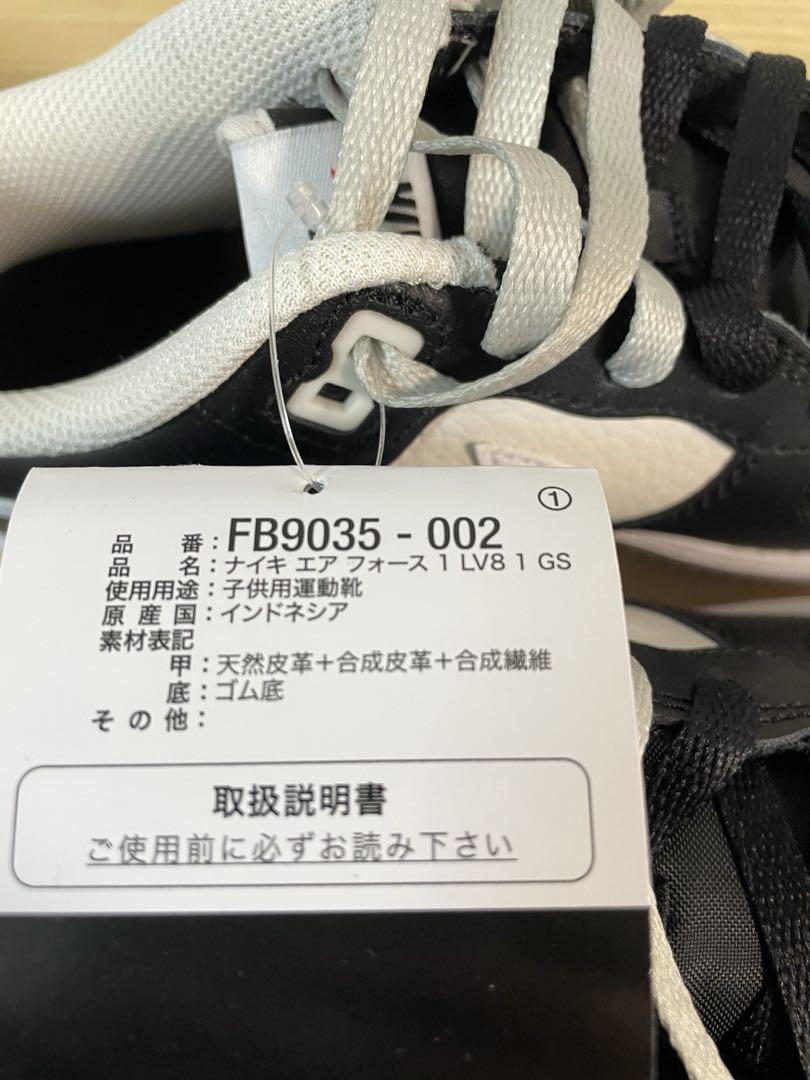 ①
品 番：FB9035 - 002
品 名：ナイキ エア フォース 1 LV8 1 GS
使用用途：子供用運動靴
原 産 国：インドネシア
素材表記
甲：天然皮革＋合成皮革＋合成繊維
底：ゴム底
そ の 他：
取扱説明書
ご使用前に必ずお読み下さい